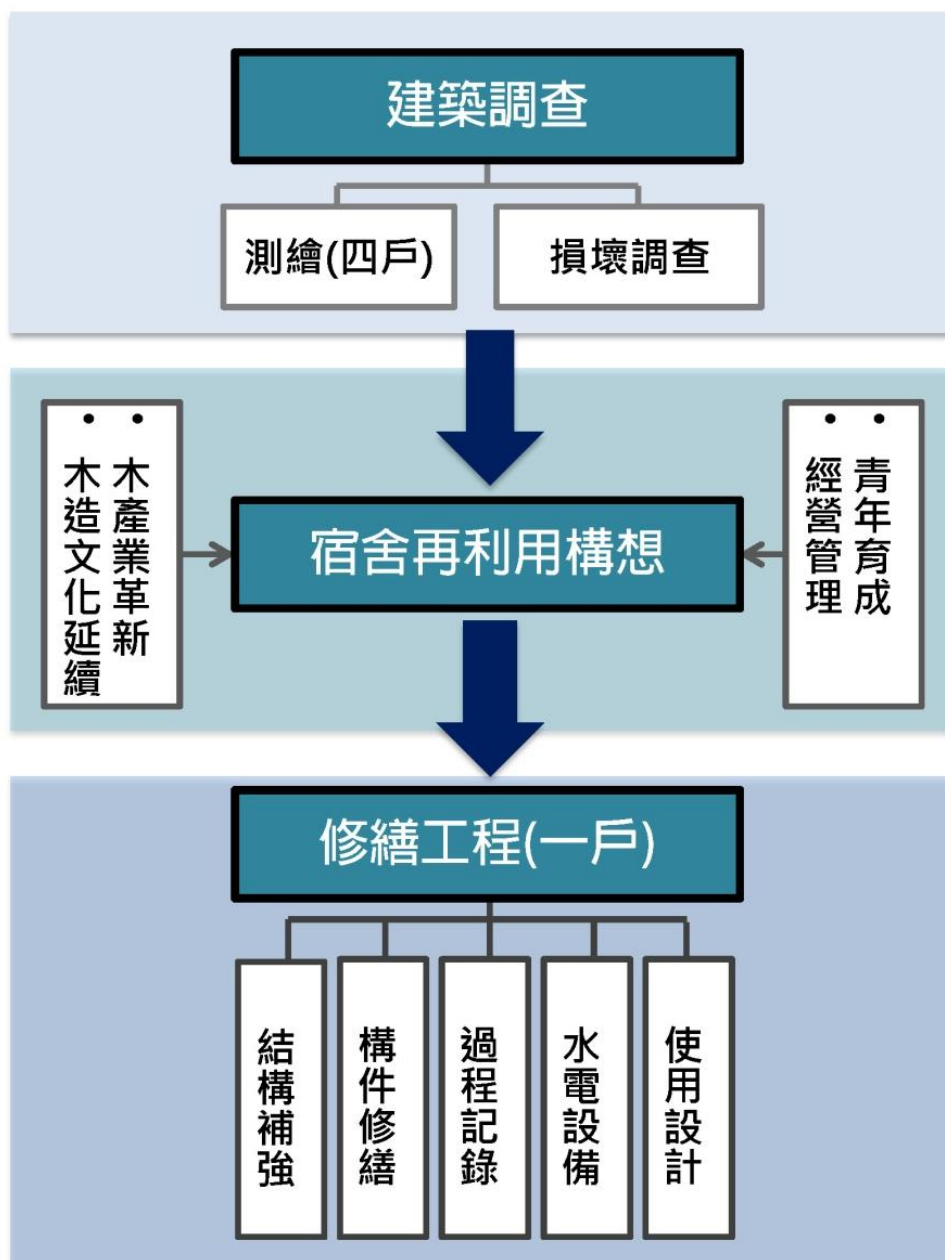 建築調查
測繪(四戶)
損壞調查
• 木產業革新
• 木造文化延續
宿舍再利用構想
• 青年育成
• 經營管理
修繕工程(一戶)
結構補強
構件修繕
過程記錄
水電設備
使用設計